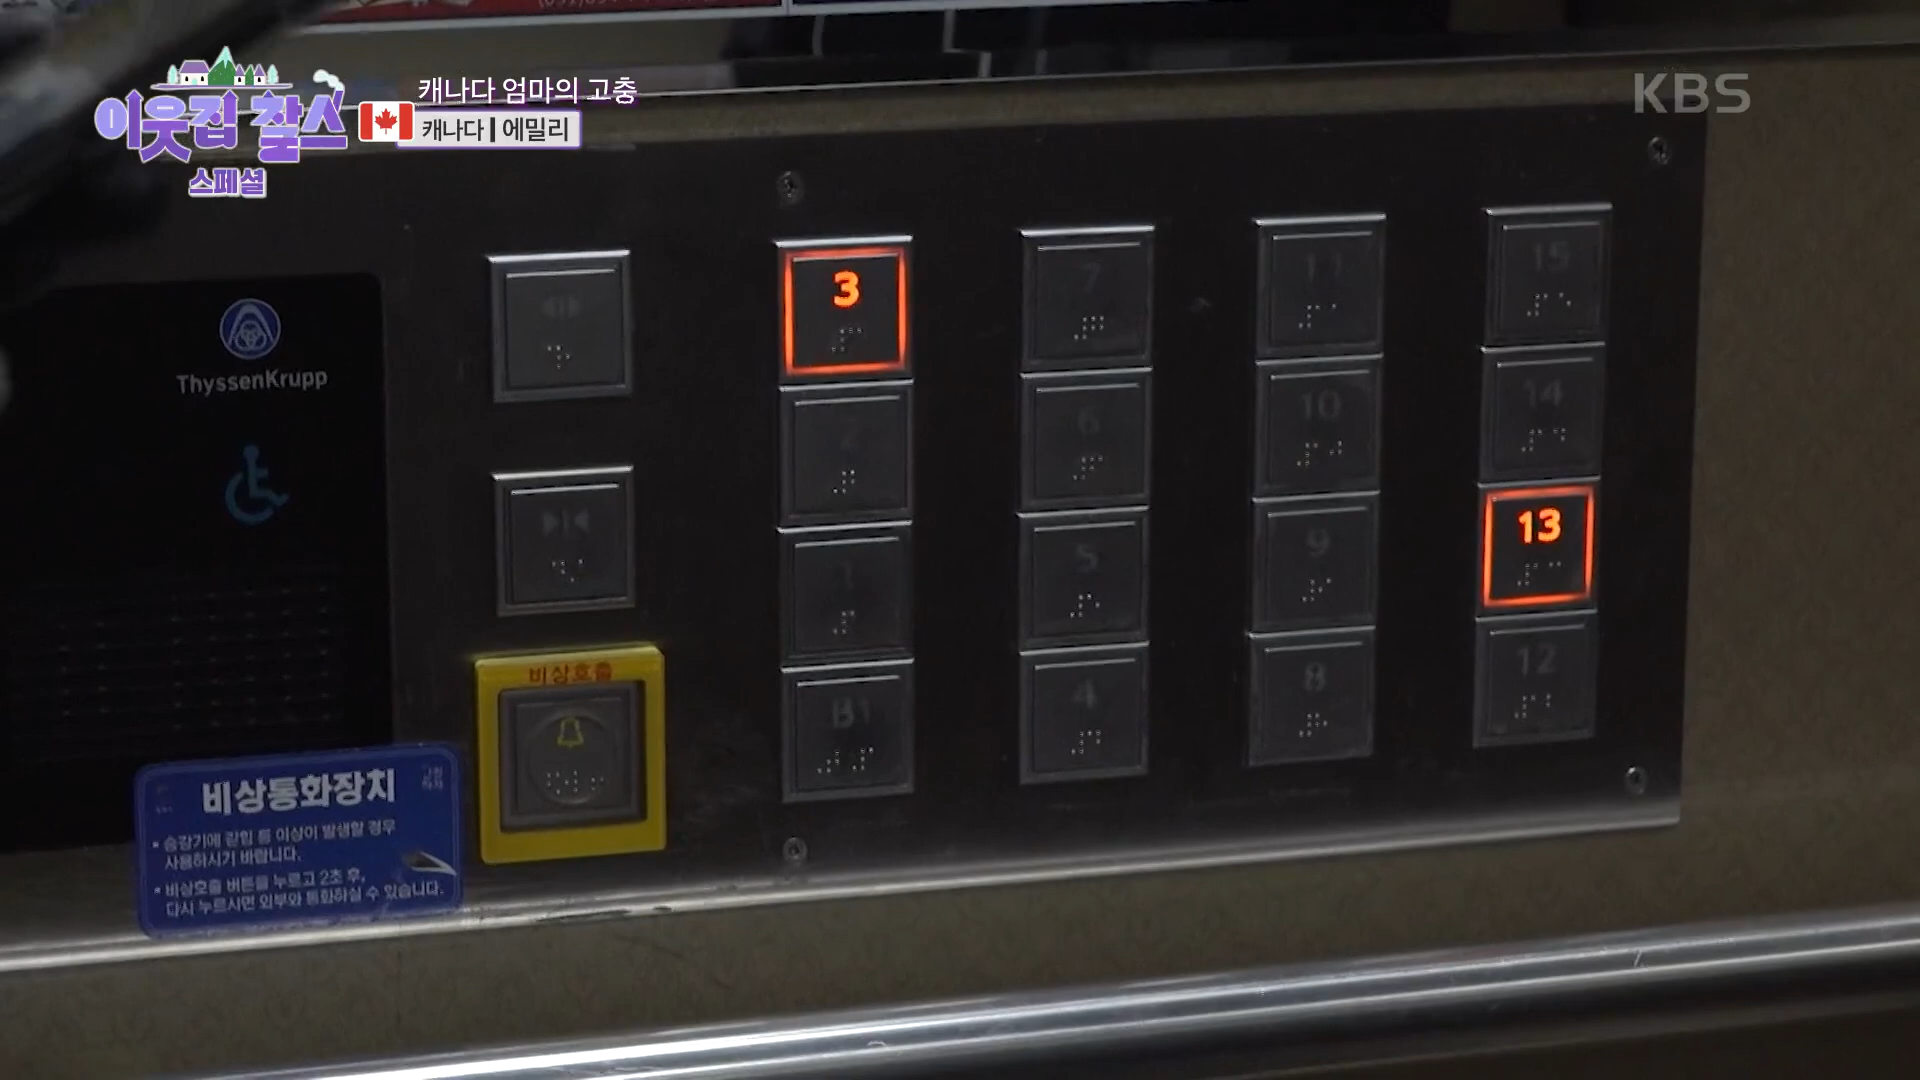 이웃집 찰스
스페셜
캐나다 엄마의 고충
캐나다 | 에밀리
KBS
ThyssenKrupp
3
7
11
15
2
6
10
14
1
5
9
13
B1
4
8
12
비상호출
비상통화장치
• 승강기에 갇힘 등 이상이 발생할 경우
사용하시기 바랍니다.
• 비상호출 버튼을 누르고 2초 후,
다시 누르시면 외부와 통화하실 수 있습니다.